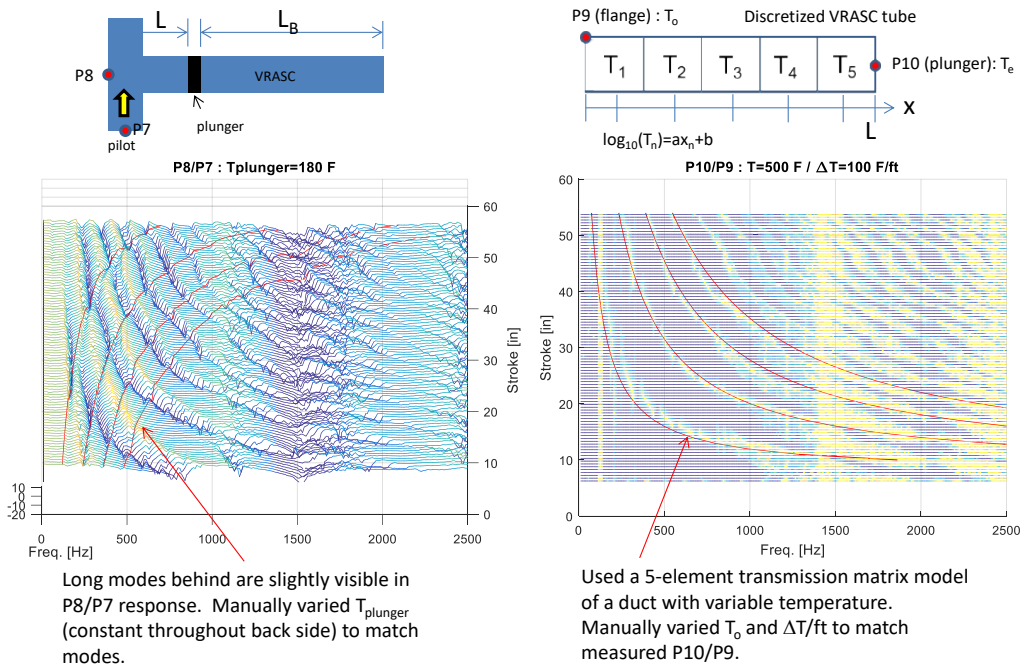 L
L_B
P8
VRASC
P7
pilot
plunger
P8/P7 : Tplunger=180 F
60
50
40
30
20
10
0
Stroke [in]
10
0
-10
-20
0
500
1000
1500
2000
2500
Freq. [Hz]
Long modes behind are slightly visible in
P8/P7 response. Manually varied T_plunger
(constant throughout back side) to match
modes.
P9 (flange) : T_o
Discretized VRASC tube
T_1 T_2 T_3 T_4 T_5
P10 (plunger): T_e
x
L
log_10(T_n)=ax_n+b
P10/P9 : T=500 F / ΔT=100 F/ft
60
50
40
30
20
10
0
Stroke [in]
0
500
1000
1500
2000
2500
Freq. [Hz]
Used a 5-element transmission matrix model
of a duct with variable temperature.
Manually varied T_o and ΔT/ft to match
measured P10/P9.